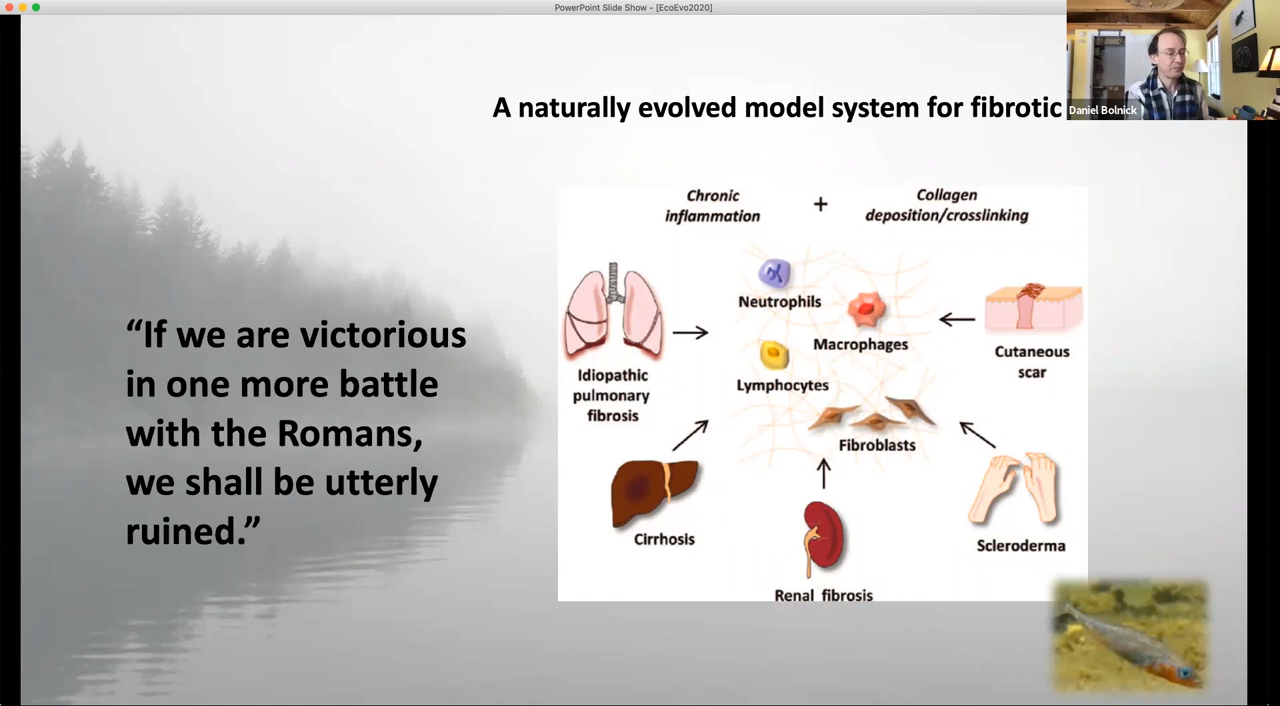 PowerPoint Slide Show - [EcoEvo2020]
A naturally evolved model system for fibrotic
Daniel Bolnick
Chronic
inflammation
+
Collagen
deposition/crosslinking
Neutrophils
Macrophages
Lymphocytes
Fibroblasts
Idiopathic
pulmonary
fibrosis
Cutaneous
scar
Cirrhosis
Renal fibrosis
Scleroderma
“If we are victorious
in one more battle
with the Romans,
we shall be utterly
ruined.”